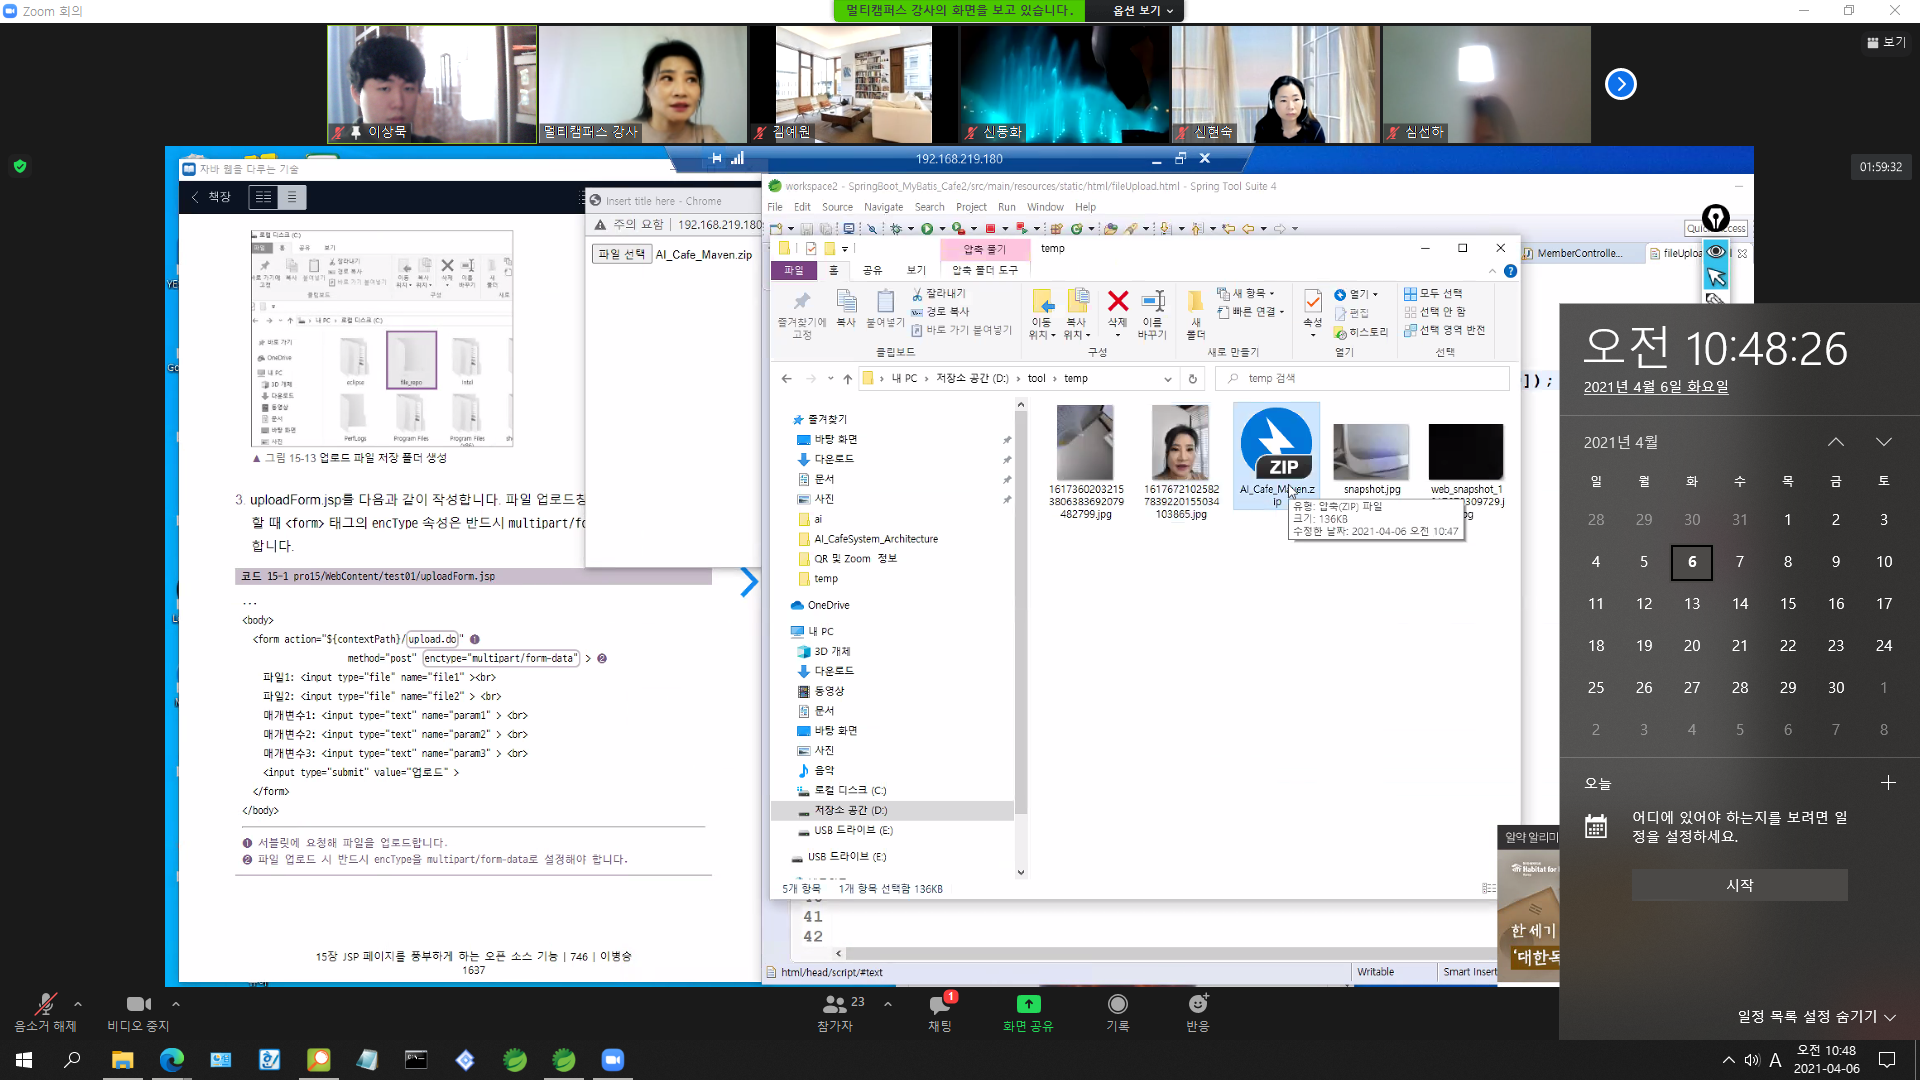 Zoom 회의
멀티캠퍼스 강사의 화면을 보고 있습니다.
옵션 보기
보기
이상묵
멀티캠퍼스 강사
김예원
신동화
신현숙
심선하
01:59:32
192.168.219.180
자바 웹을 다루는 기술
책장
▲ 그림 15-13 업로드 파일 저장 폴더 생성
3. uploadForm.jsp를 다음과 같이 작성합니다. 파일 업로드창
할 때 <form> 태그의 encType 속성은 반드시 multipart/fo
합니다.
코드 15-1 pro15/WebContent/test01/uploadForm.jsp
...
<body>
<form action="${contextPath}/upload.do" ❶
method="post" enctype="multipart/form-data" > ❷
파일1: <input type="file" name="file1" ><br>
파일2: <input type="file" name="file2" > <br>
매개변수1: <input type="text" name="param1" > <br>
매개변수2: <input type="text" name="param2" > <br>
매개변수3: <input type="text" name="param3" > <br>
<input type="submit" value="업로드" >
</form>
</body>
❶ 서블릿에 요청해 파일을 업로드합니다.
❷ 파일 업로드 시 반드시 encType을 multipart/form-data로 설정해야 합니다.
15장 JSP 페이지를 풍부하게 하는 오픈 소스 기능 | 746 | 이병승
1637
Insert title here - Chrome
주의 요함 | 192.168.219.180
파일 선택 AI_Cafe_Maven.zip
workspace2 - SpringBoot_MyBatis_Cafe2/src/main/resources/static/html/fileUpload.html - Spring Tool Suite 4
File Edit Source Navigate Search Project Run Window Help
MemberControlle...
fileUploa
]);
압축 풀기
temp
파일 홈 공유 보기 압축 폴더 도구
즐겨찾기에 고정
복사
붙여넣기
잘라내기
경로 복사
바로 가기 붙여넣기
클립보드
이동 위치
복사 위치
삭제
이름 바꾸기
구성
새 폴더
새 항목
빠른 연결
새로 만들기
속성
열기
편집
히스토리
열기
모두 선택
선택 안 함
선택 영역 반전
선택
내 PC > 저장소 공간 (D:) > tool > temp
temp 검색
즐겨찾기
바탕 화면
다운로드
문서
사진
ai
AI_CafeSystem_Architecture
QR 및 Zoom 정보
temp
OneDrive
내 PC
3D 개체
다운로드
동영상
문서
바탕 화면
사진
음악
로컬 디스크 (C:)
저장소 공간 (D:)
USB 드라이브 (E:)
USB 드라이브 (E:)
1617360203215
3806383692079
482799.jpg
1617672102582
7839220155034
103865.jpg
ZIP
AI_Cafe_Maven.z
ip
snapshot.jpg
web_snapshot_1
유형: 압축(ZIP) 파일
크기: 136KB
수정한 날짜: 2021-04-06 오전 10:47
5개 항목 1개 항목 선택함 136KB
41
42
html/head/script/#text
Writable
Smart Insert
오전 10:48:26
2021년 4월 6일 화요일
2021년 4월
일 월 화 수 목 금 토
28 29 30 31 1 2 3
4 5 6 7 8 9 10
11 12 13 14 15 16 17
18 19 20 21 22 23 24
25 26 27 28 29 30 1
2 3 4 5 6 7 8
오늘
어디에 있어야 하는지를 보려면 일
정을 설정하세요.
시작
일정 목록 설정 숨기기
알약 알리미
Habitat for
한 세기
'대한독
음소거 해제
비디오 중지
23
참가자
1
채팅
화면 공유
기록
반응
A
오전 10:48
2021-04-06